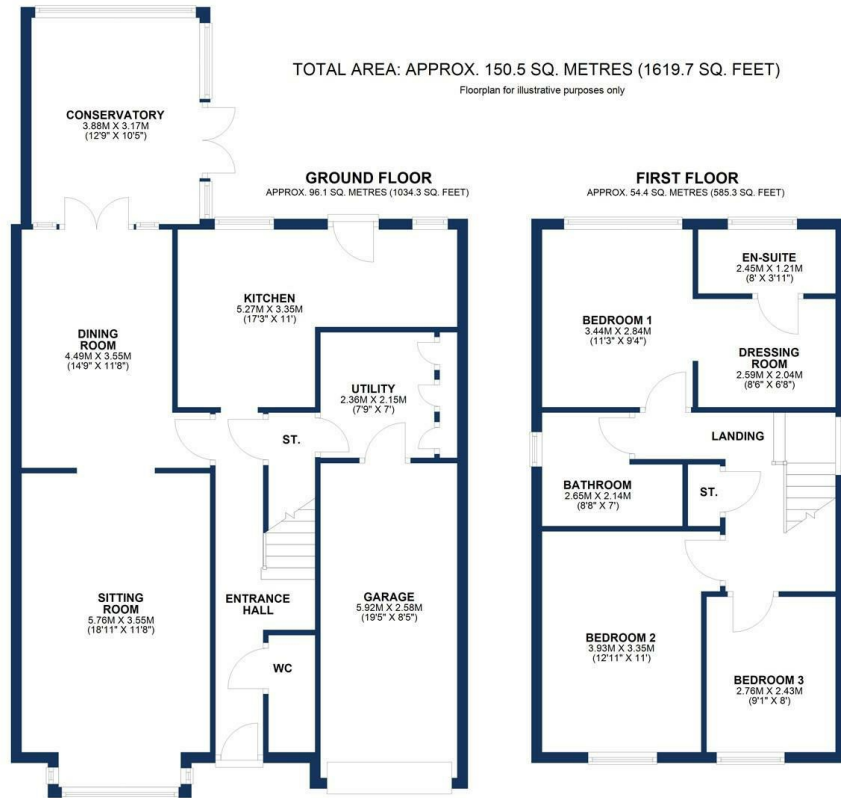 TOTAL AREA: APPROX. 150.5 SQ. METRES (1619.7 SQ. FEET)
Floorplan for illustrative purposes only
CONSERVATORY
3.88M X 3.17M
(12'9" X 10'5")
GROUND FLOOR
APPROX. 96.1 SQ. METRES (1034.3 SQ. FEET)
KITCHEN
5.27M X 3.35M
(17'3" X 11')
DINING
ROOM
4.49M X 3.55M
(14'9" X 11'8")
UTILITY
2.36M X 2.15M
(7'9" X 7')
ST.
SITTING
ROOM
5.76M X 3.55M
(18'11" X 11'8")
ENTRANCE
HALL
GARAGE
5.92M X 2.58M
(19'5" X 8'5")
WC
FIRST FLOOR
APPROX. 54.4 SQ. METRES (585.3 SQ. FEET)
EN-SUITE
2.45M X 1.21M
(8' X 3'11")
BEDROOM 1
3.44M X 2.84M
(11'3" X 9'4")
DRESSING
ROOM
2.59M X 2.04M
(8'6" X 6'8")
LANDING
BATHROOM
2.65M X 2.14M
(8'8" X 7')
ST.
BEDROOM 2
3.93M X 3.35M
(12'11" X 11')
BEDROOM 3
2.76M X 2.43M
(9'1" X 8')